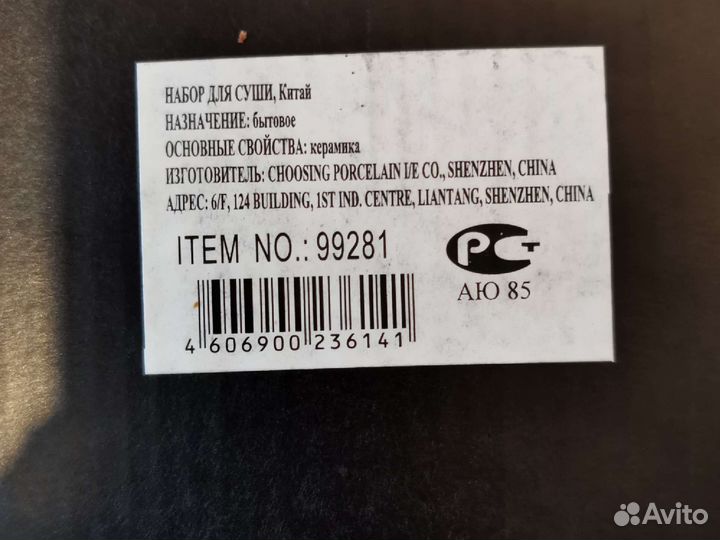 НАБОР ДЛЯ СУШИ, Китай
НАЗНАЧЕНИЕ: бытовое
ОСНОВНЫЕ СВОЙСТВА: керамика
ИЗГОТОВИТЕЛЬ: CHOOSING PORCELAIN I/E CO., SHENZHEN, CHINA
АДРЕС: 6/F, 124 BUILDING, 1ST IND. CENTRE, LIANTANG, SHENZHEN, CHINA
ITEM NO.: 99281
РСТ
АЮ 85
4 606900 236141
Avito